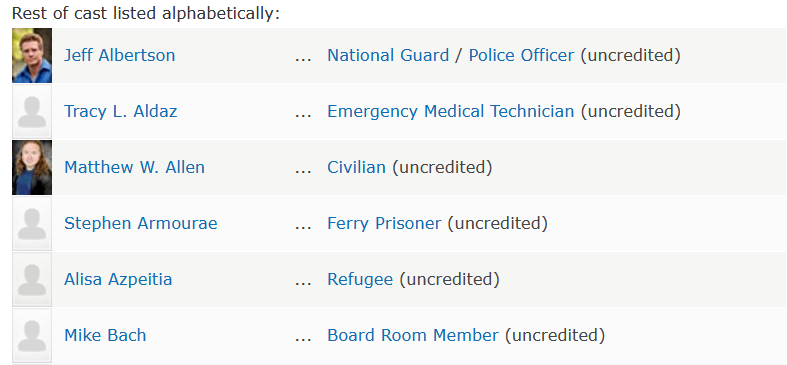 Rest of cast listed alphabetically:
Jeff Albertson ... National Guard / Police Officer (uncredited)
Tracy L. Aldaz ... Emergency Medical Technician (uncredited)
Matthew W. Allen ... Civilian (uncredited)
Stephen Armourae ... Ferry Prisoner (uncredited)
Alisa Azpeitia ... Refugee (uncredited)
Mike Bach ... Board Room Member (uncredited)